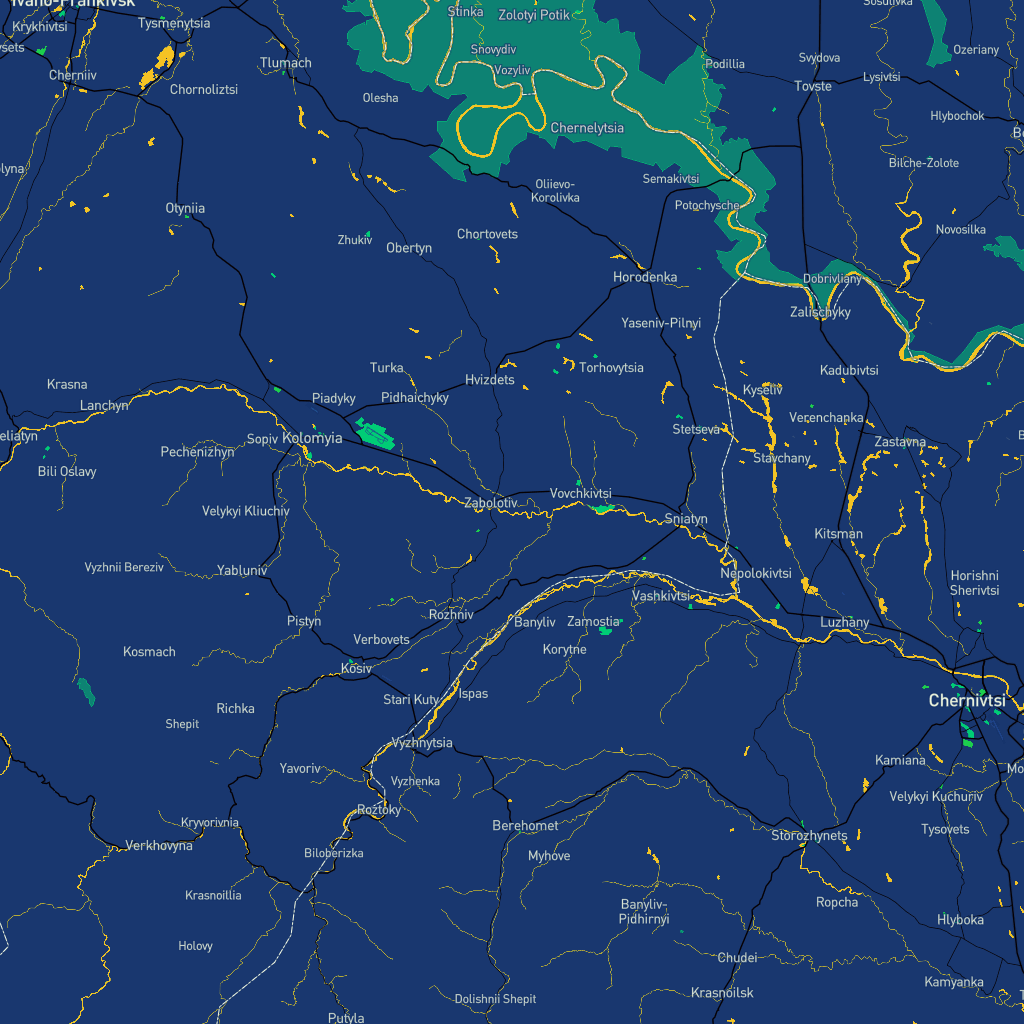 Ivano-Frankivsk
Stinka
Zolotyi Potik
Krykhivtsi
Tysmenytsia
Snovydiv
Ozeriany
Podillia
Svydova
Cherniiv
Tlumach
Vozyliv
Lysivtsi
Chornoliztsi
Olesha
Tovste
Hlybochok
Chernelytsia
Bilche-Zolote
Semakivtsi
Oliievo-
Korolivka
Otyniia
Potochysche
Zhukiv
Obertyn
Chortovets
Novosilka
Horodenka
Dobrivliany
Zalischyky
Yaseniv-Pilnyi
Krasna
Turka
Hvizdets
Torhovytsia
Kadubivtsi
Lanchyn
Piadyky
Pidhaichyky
Kyseliv
Verenchanka
Sopiv
Kolomyia
Stetseva
Zastavna
Pechenizhyn
Bili Oslavy
Stavchany
Velykyi Kliuchiv
Zabolotiv
Vovchkivtsi
Sniatyn
Kitsman
Vyzhnii Bereziv
Yabluniv
Nepolokivtsi
Horishni
Sherivtsi
Vashkivtsi
Pistyn
Rozhniv
Banyliv
Zamostia
Luzhany
Kosmach
Verbovets
Korytne
Kosiv
Richka
Stari Kuty
Ispas
Chernivtsi
Shepit
Vyzhnytsia
Yavoriv
Vyzhenka
Kamiana
Velykyi Kuchuriv
Kryvorivnia
Roztoky
Berehomet
Storozhynets
Tysovets
Verkhovyna
Biloberizka
Myhove
Krasnoillia
Banyliv-
Pidhirnyi
Ropcha
Hlyboka
Holovy
Chudei
Kamyanka
Dolishnii Shepit
Krasnoilsk
Putyla